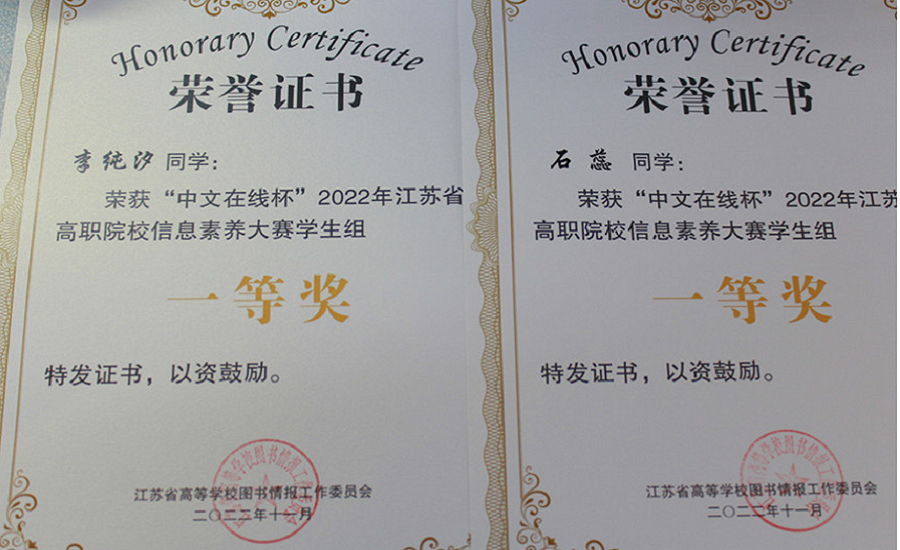 Honorary Certificate
荣誉证书
李纯汐 同学：
荣获“中文在线杯”2022年江苏省
高职院校信息素养大赛学生组
一等奖
特发证书，以资鼓励。
江苏省高等学校图书情报工作委员会
二〇二二年十一月
Honorary Certificate
荣誉证书
石蕊 同学：
荣获“中文在线杯”2022年江苏
高职院校信息素养大赛学生组
一等奖
特发证书，以资鼓励。
江苏省高等学校图书情报工作委员会
二〇二二年十一月